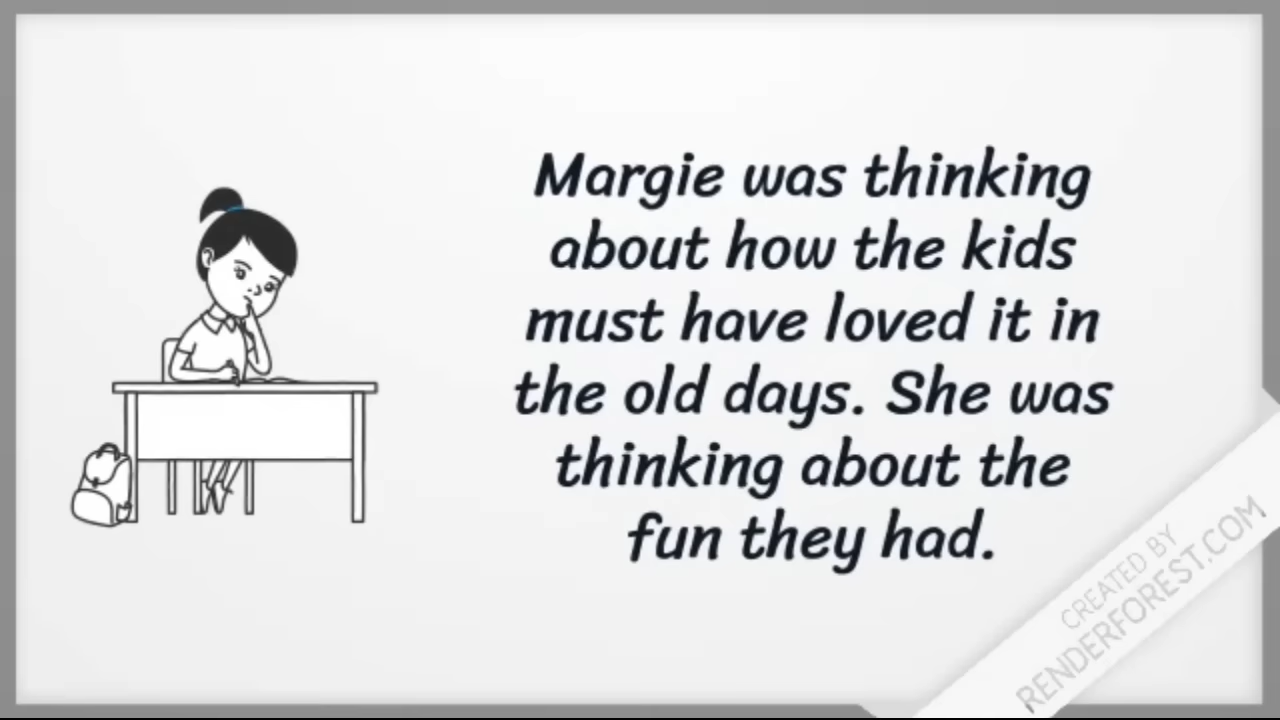 Margie was thinking
about how the kids
must have loved it in
the old days. She was
thinking about the
fun they had.
CREATED BY
RENDERFOREST.COM